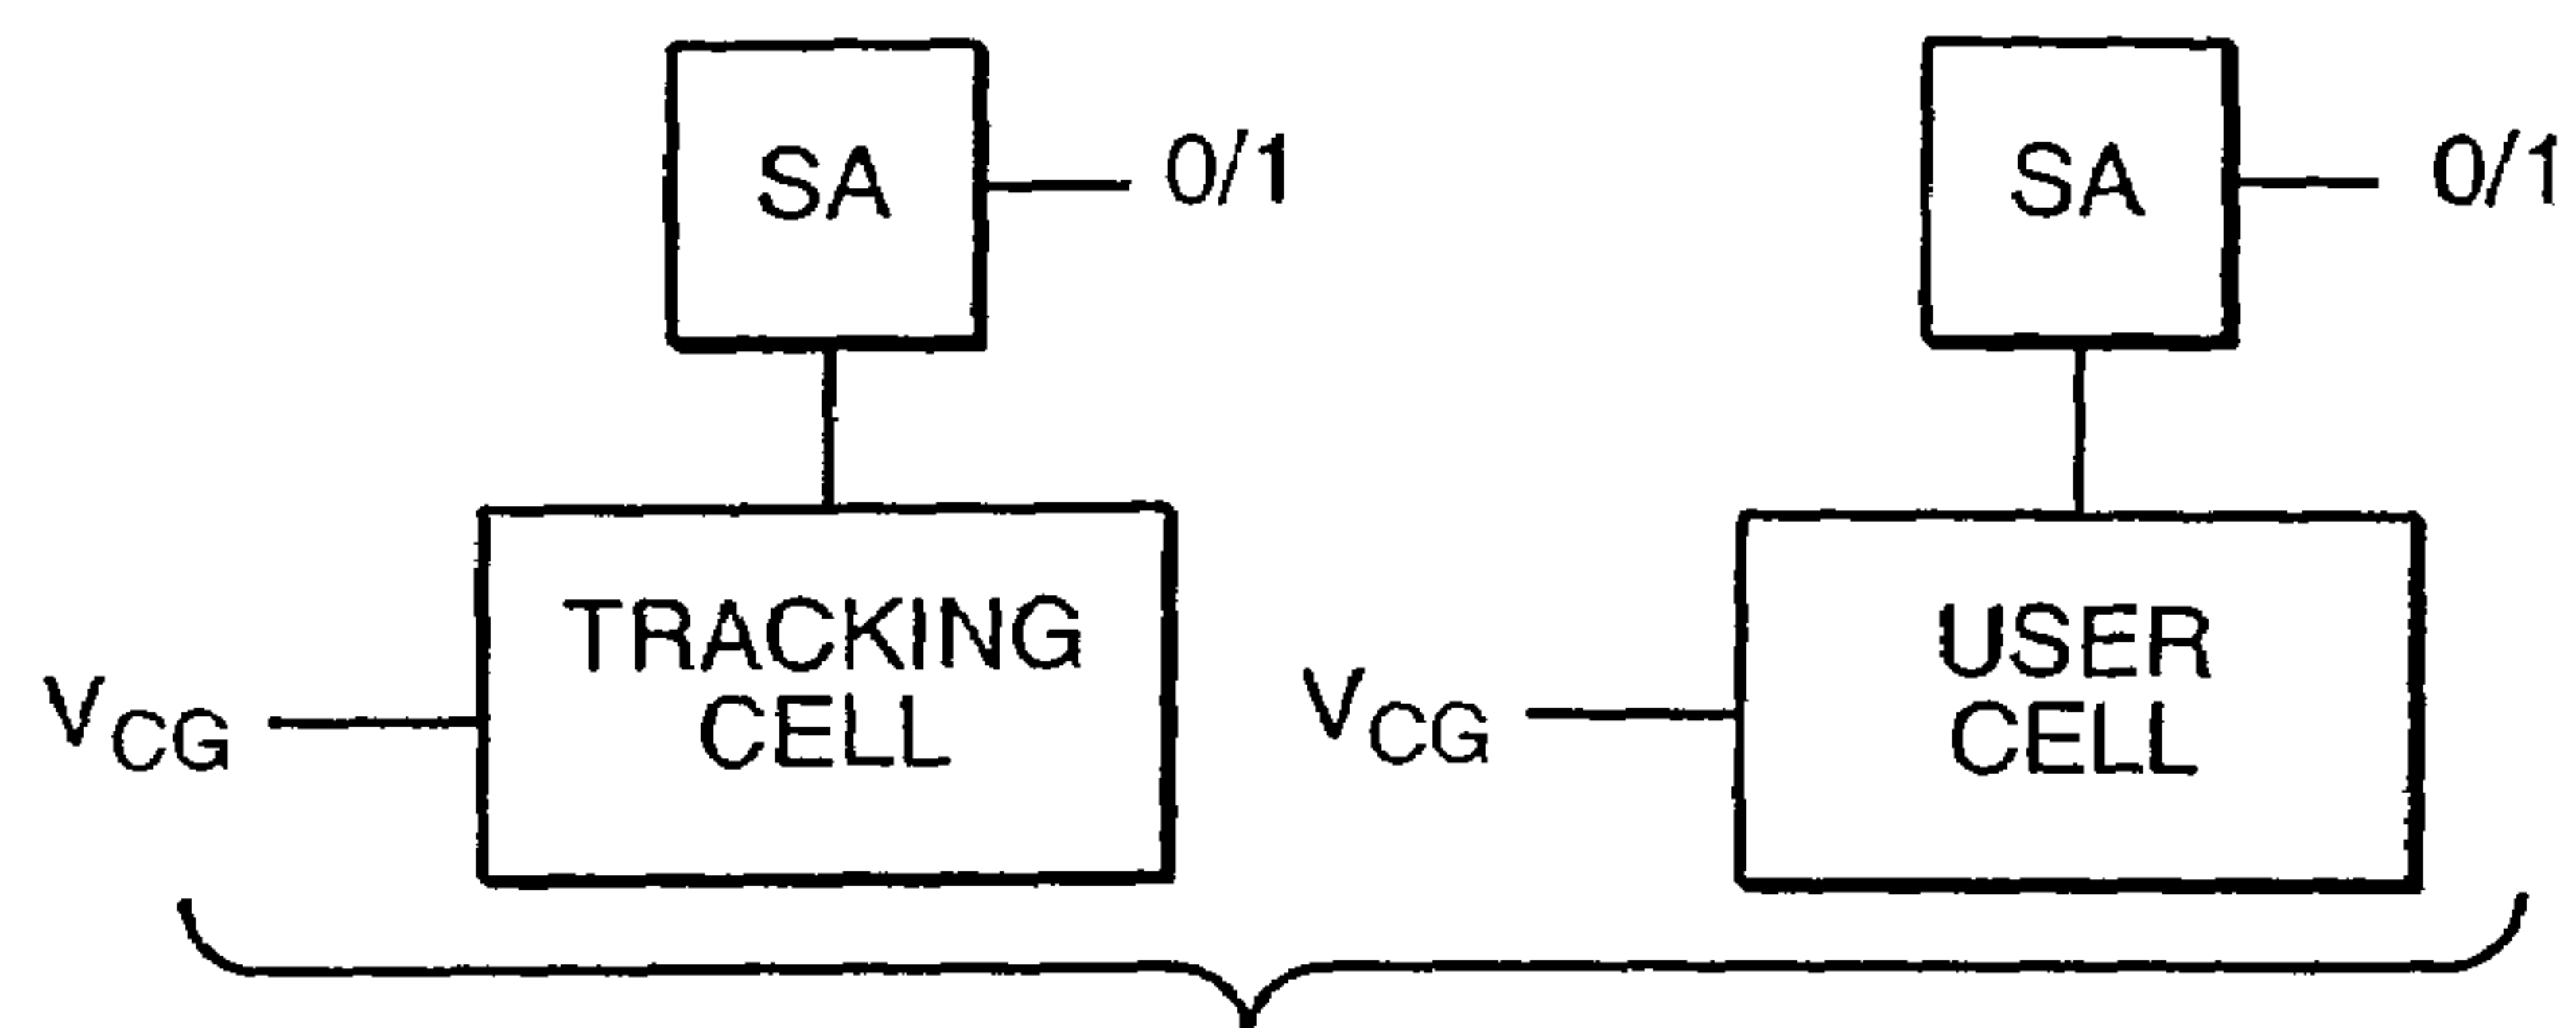 SA
0/1
SA
0/1
TRACKING
CELL
V_CG
USER
CELL
V_CG